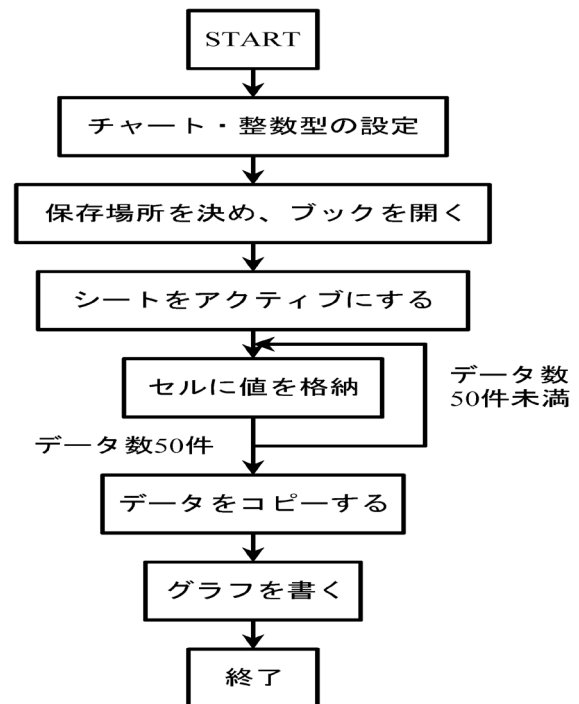 START
チャート・整数型の設定
保存場所を決め、ブックを開く
シートをアクティブにする
セルに値を格納
データ数
50件未満
データ数50件
データをコピーする
グラフを書く
終了